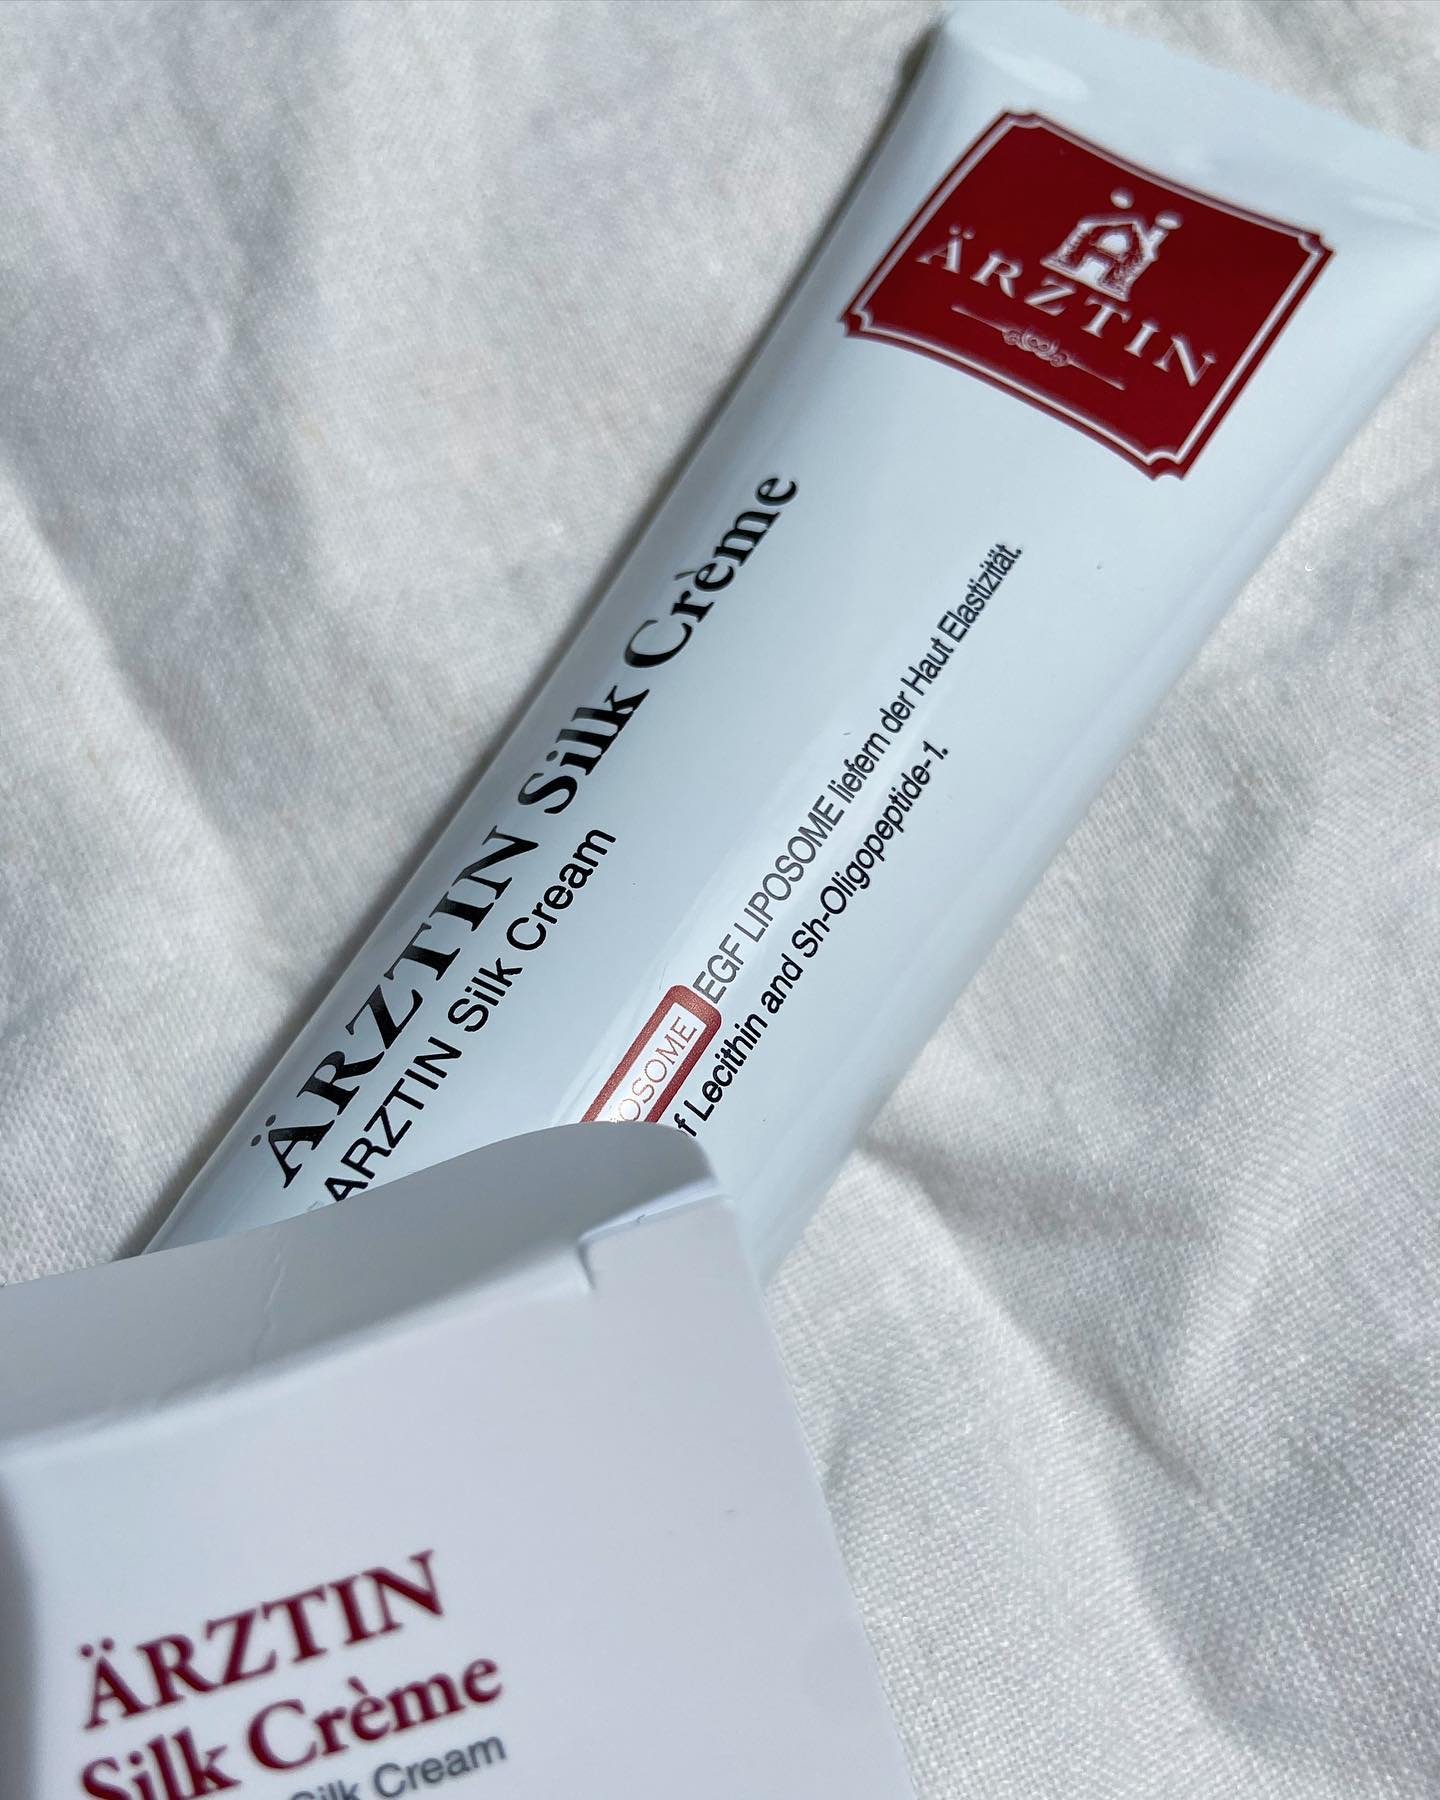 ÄRZTIN
ÄRZTIN Silk Crème
ARZTIN Silk Cream
EGF LIPOSOME liefern der Haut Elastizität.
Lecithin and Sh-Oligopeptide-1.
ÄRZTIN
Silk Crème
Silk Cream